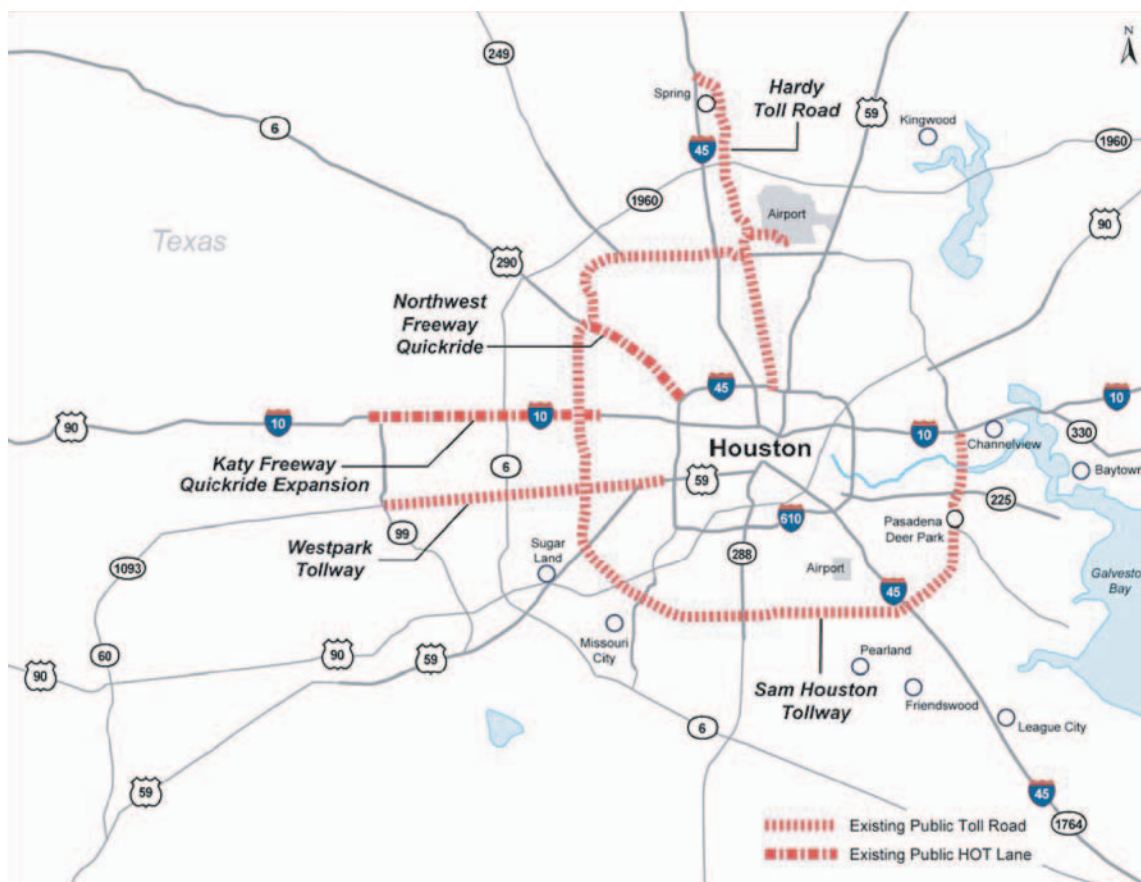 N
249
Hardy
Toll Road
Spring
59
Kingwood
6
45
1960
1960
Airport
90
Texas
290
Northwest
Freeway
Quickride
45
10
90
10
10
10
Channelview
330
Houston
Katy Freeway
Quickride Expansion
6
59
Baytown
225
99
610
Pasadena
Deer Park
Westpark
Tollway
Sugar
Land
288
1093
Airport
45
Galvesto
Bay
Missouri
City
60
90
90
59
Pearland
Sam Houston
Tollway
Friendswood
6
League City
59
45
1764
Existing Public Toll Road
Existing Public HOT Lane